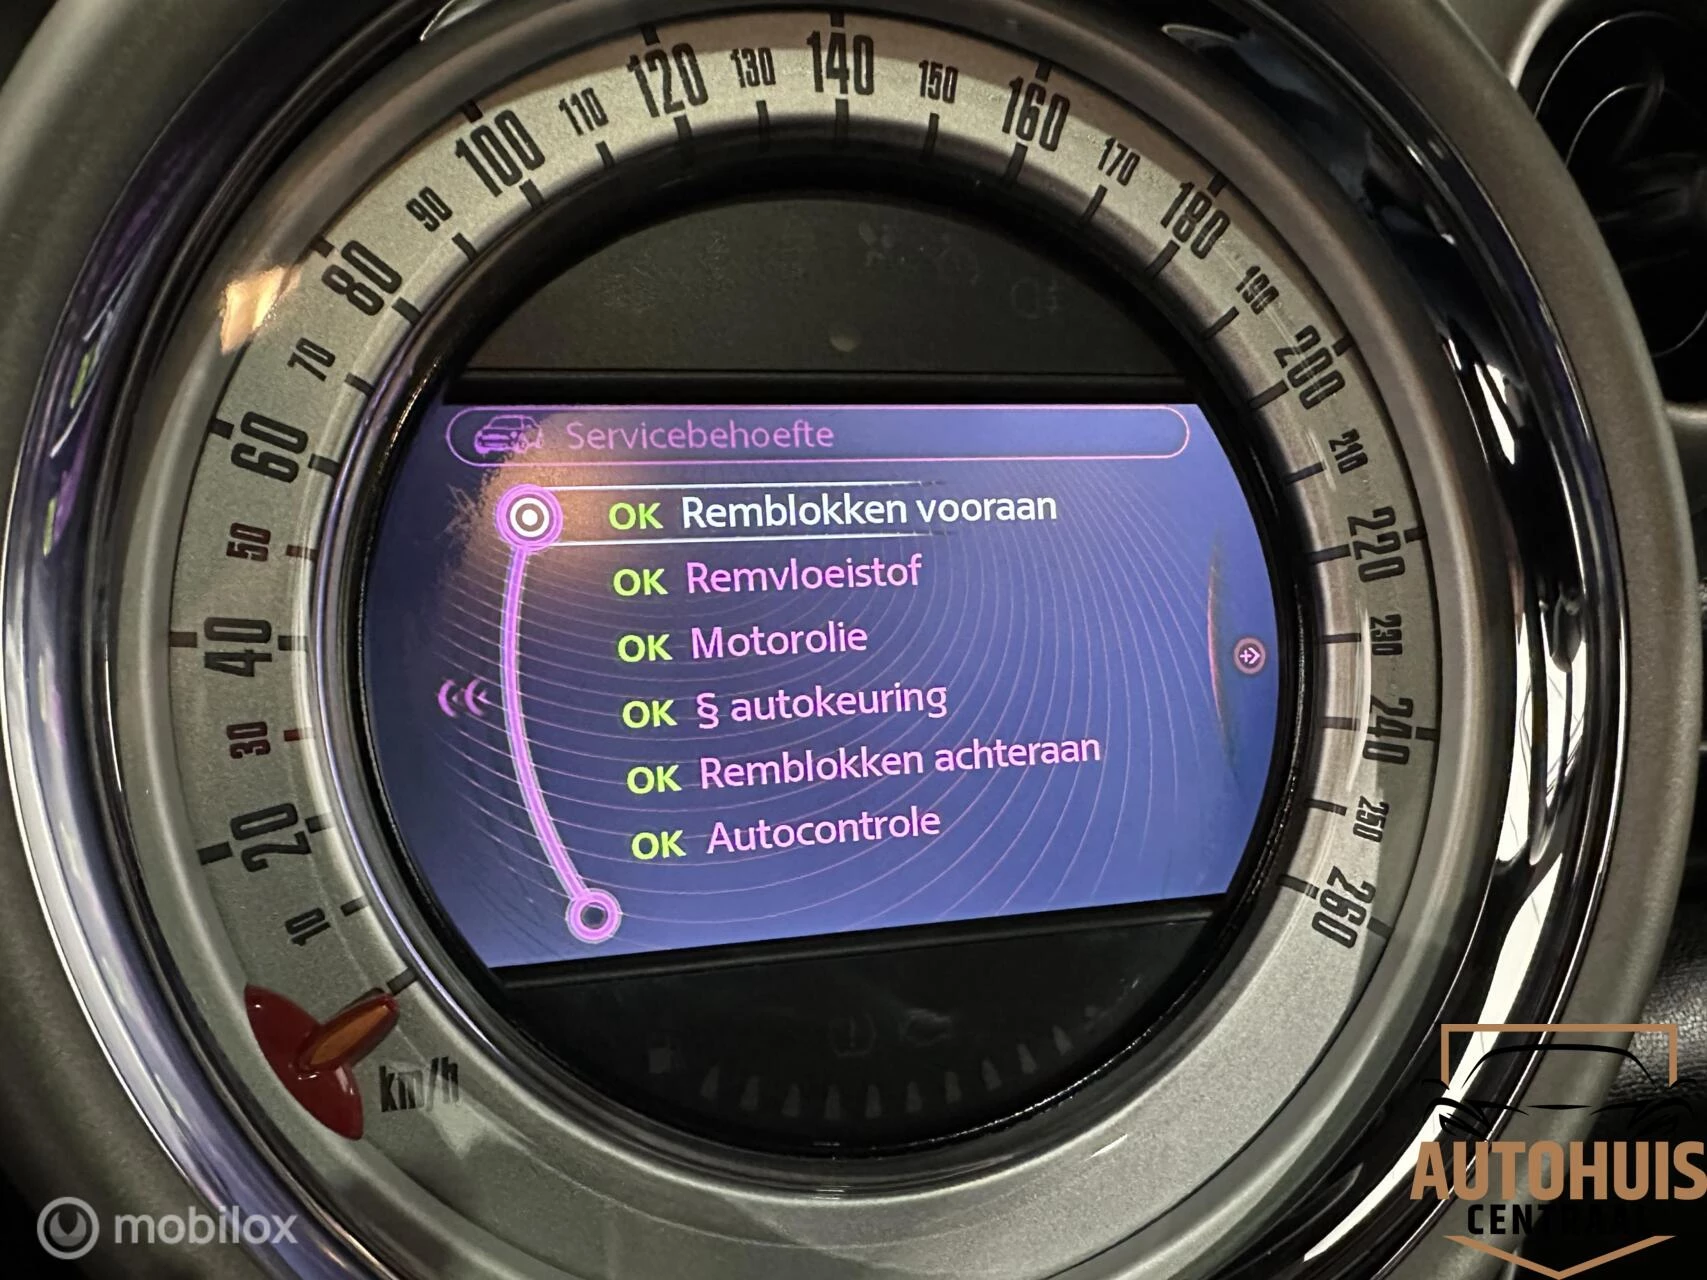 10
20
30
40
50
60
70
80
90
100
110
120
130
140
150
160
170
180
190
200
210
220
230
240
250
260
km/h
Servicebehoefte
OK Remblokken vooraan
OK Remvloeistof
OK Motorolie
OK § autokeuring
OK Remblokken achteraan
OK Autocontrole
mobilox
AUTOHUIS
CENTRAAL